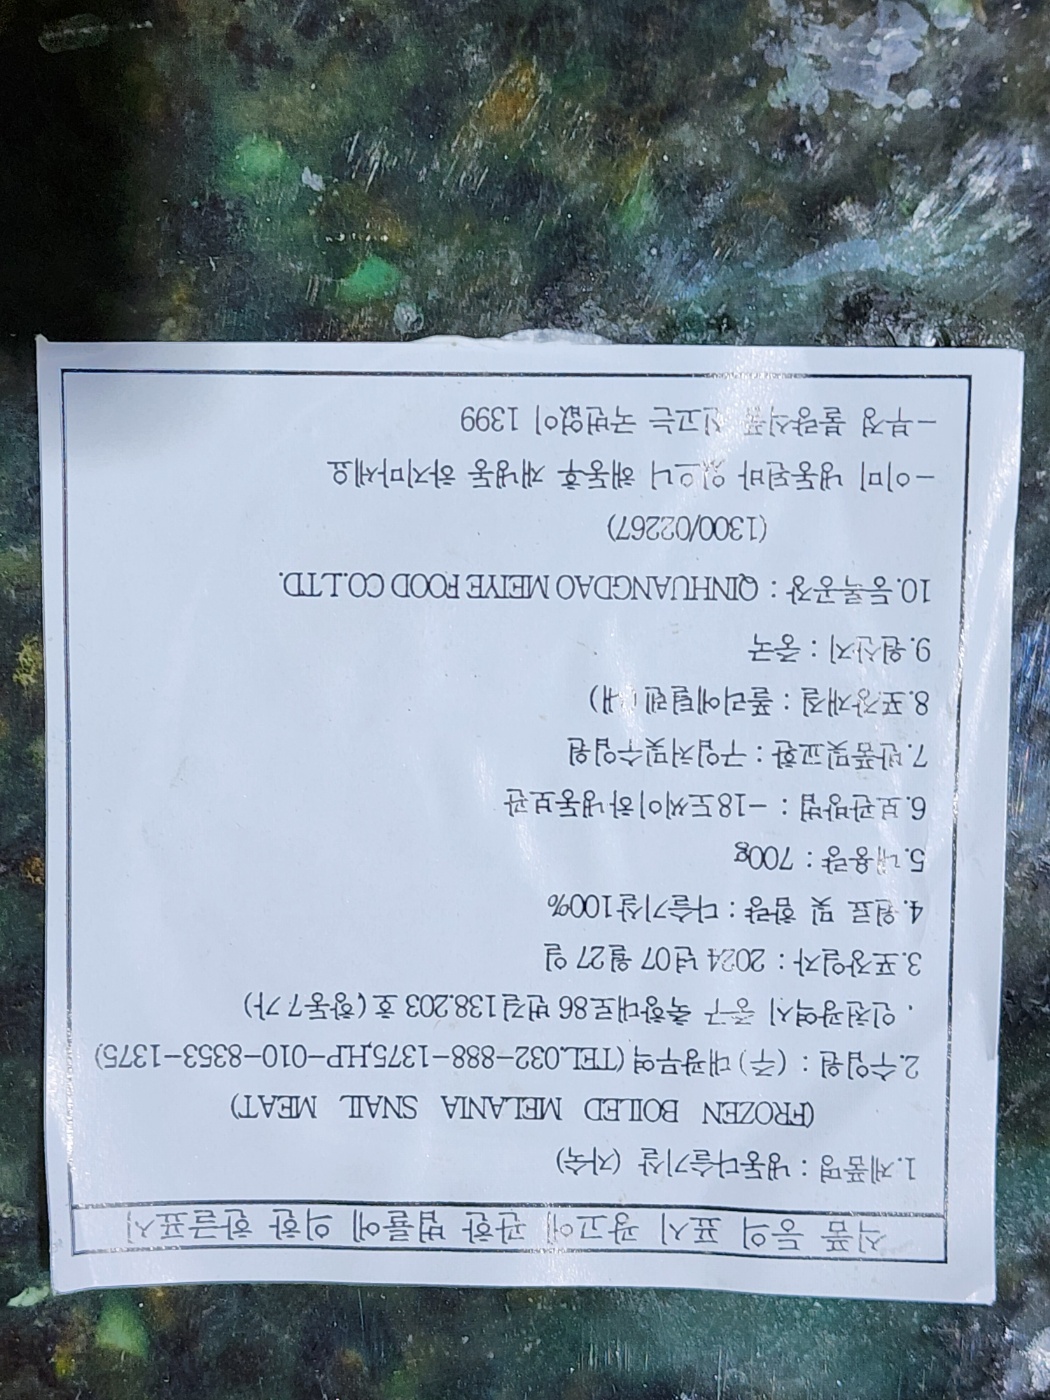 식품 등의 표시 광고에 관한 법률에 의한 한글표시
1.제품명 : 냉동다슬기살 (자숙)
(FROZEN BOILED MELANIA SNAIL MEAT)
2.수입원 : (주) 대광무역 (TEL.032-888-1375,H.P-010-8353-1375)
. 인천광역시 중구 축항대로86번길138.203호 (항동7가)
3.포장일자 : 2024년07월27일
4.원료 및 함량 : 다슬기살100%
5.내용량 : 700g
6.보관방법 : -18도씨이하 냉동보관
7.반품및교환 : 구입처및수입원
8.포장재질 : 폴리에틸렌(내)
9.원산지 : 중국
10.등록공장 : QINHUANGDAO MEIYE FOOD CO.LTD.
(1300/02267)
-이미 냉동된바 있으니 해동후 재냉동 하지마세요
-부정 불량식품 신고는 국번없이 1399